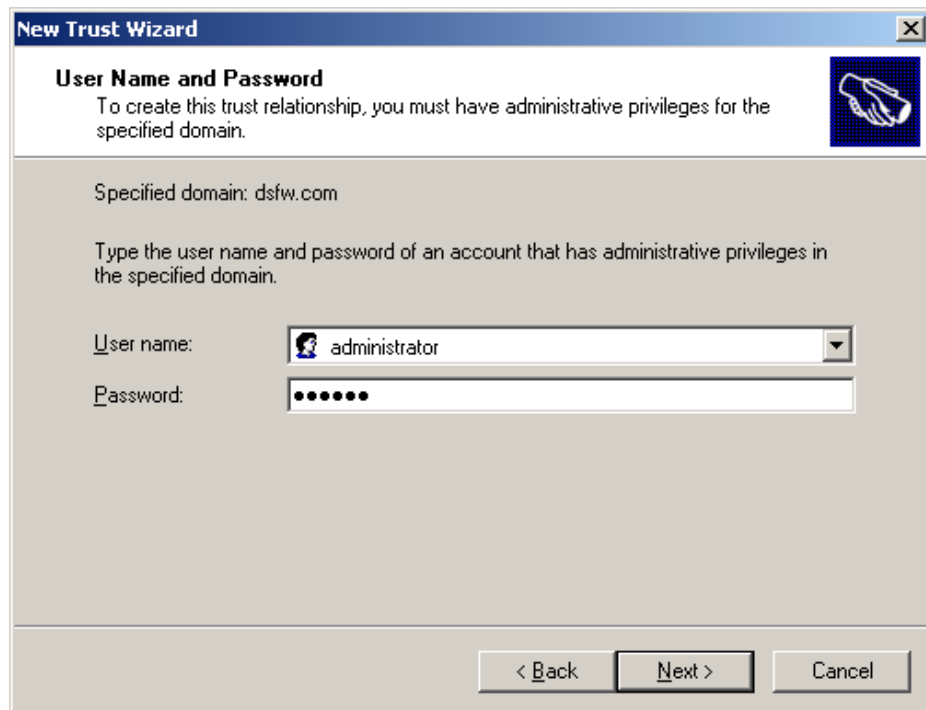 New Trust Wizard
User Name and Password
To create this trust relationship, you must have administrative privileges for the
specified domain.
Specified domain: dsfw.com
Type the user name and password of an account that has administrative privileges in
the specified domain.
User name:
administrator
Password:
●●●●●●
< Back
Next >
Cancel